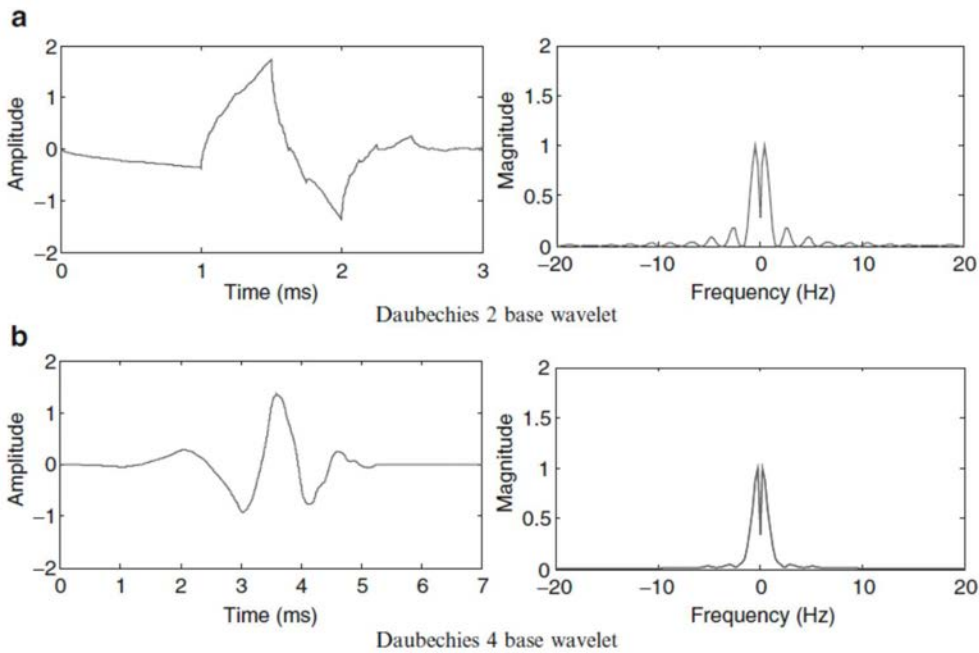 a
2
1
0
−1
−2
Amplitude
0 1 2 3
Time (ms)
2
1.5
1
0.5
0
Magnitude
−20 −10 0 10 20
Frequency (Hz)
Daubechies 2 base wavelet
b
2
1
0
−1
−2
Amplitude
0 1 2 3 4 5 6 7
Time (ms)
2
1.5
1
0.5
0
Magnitude
−20 −10 0 10 20
Frequency (Hz)
Daubechies 4 base wavelet